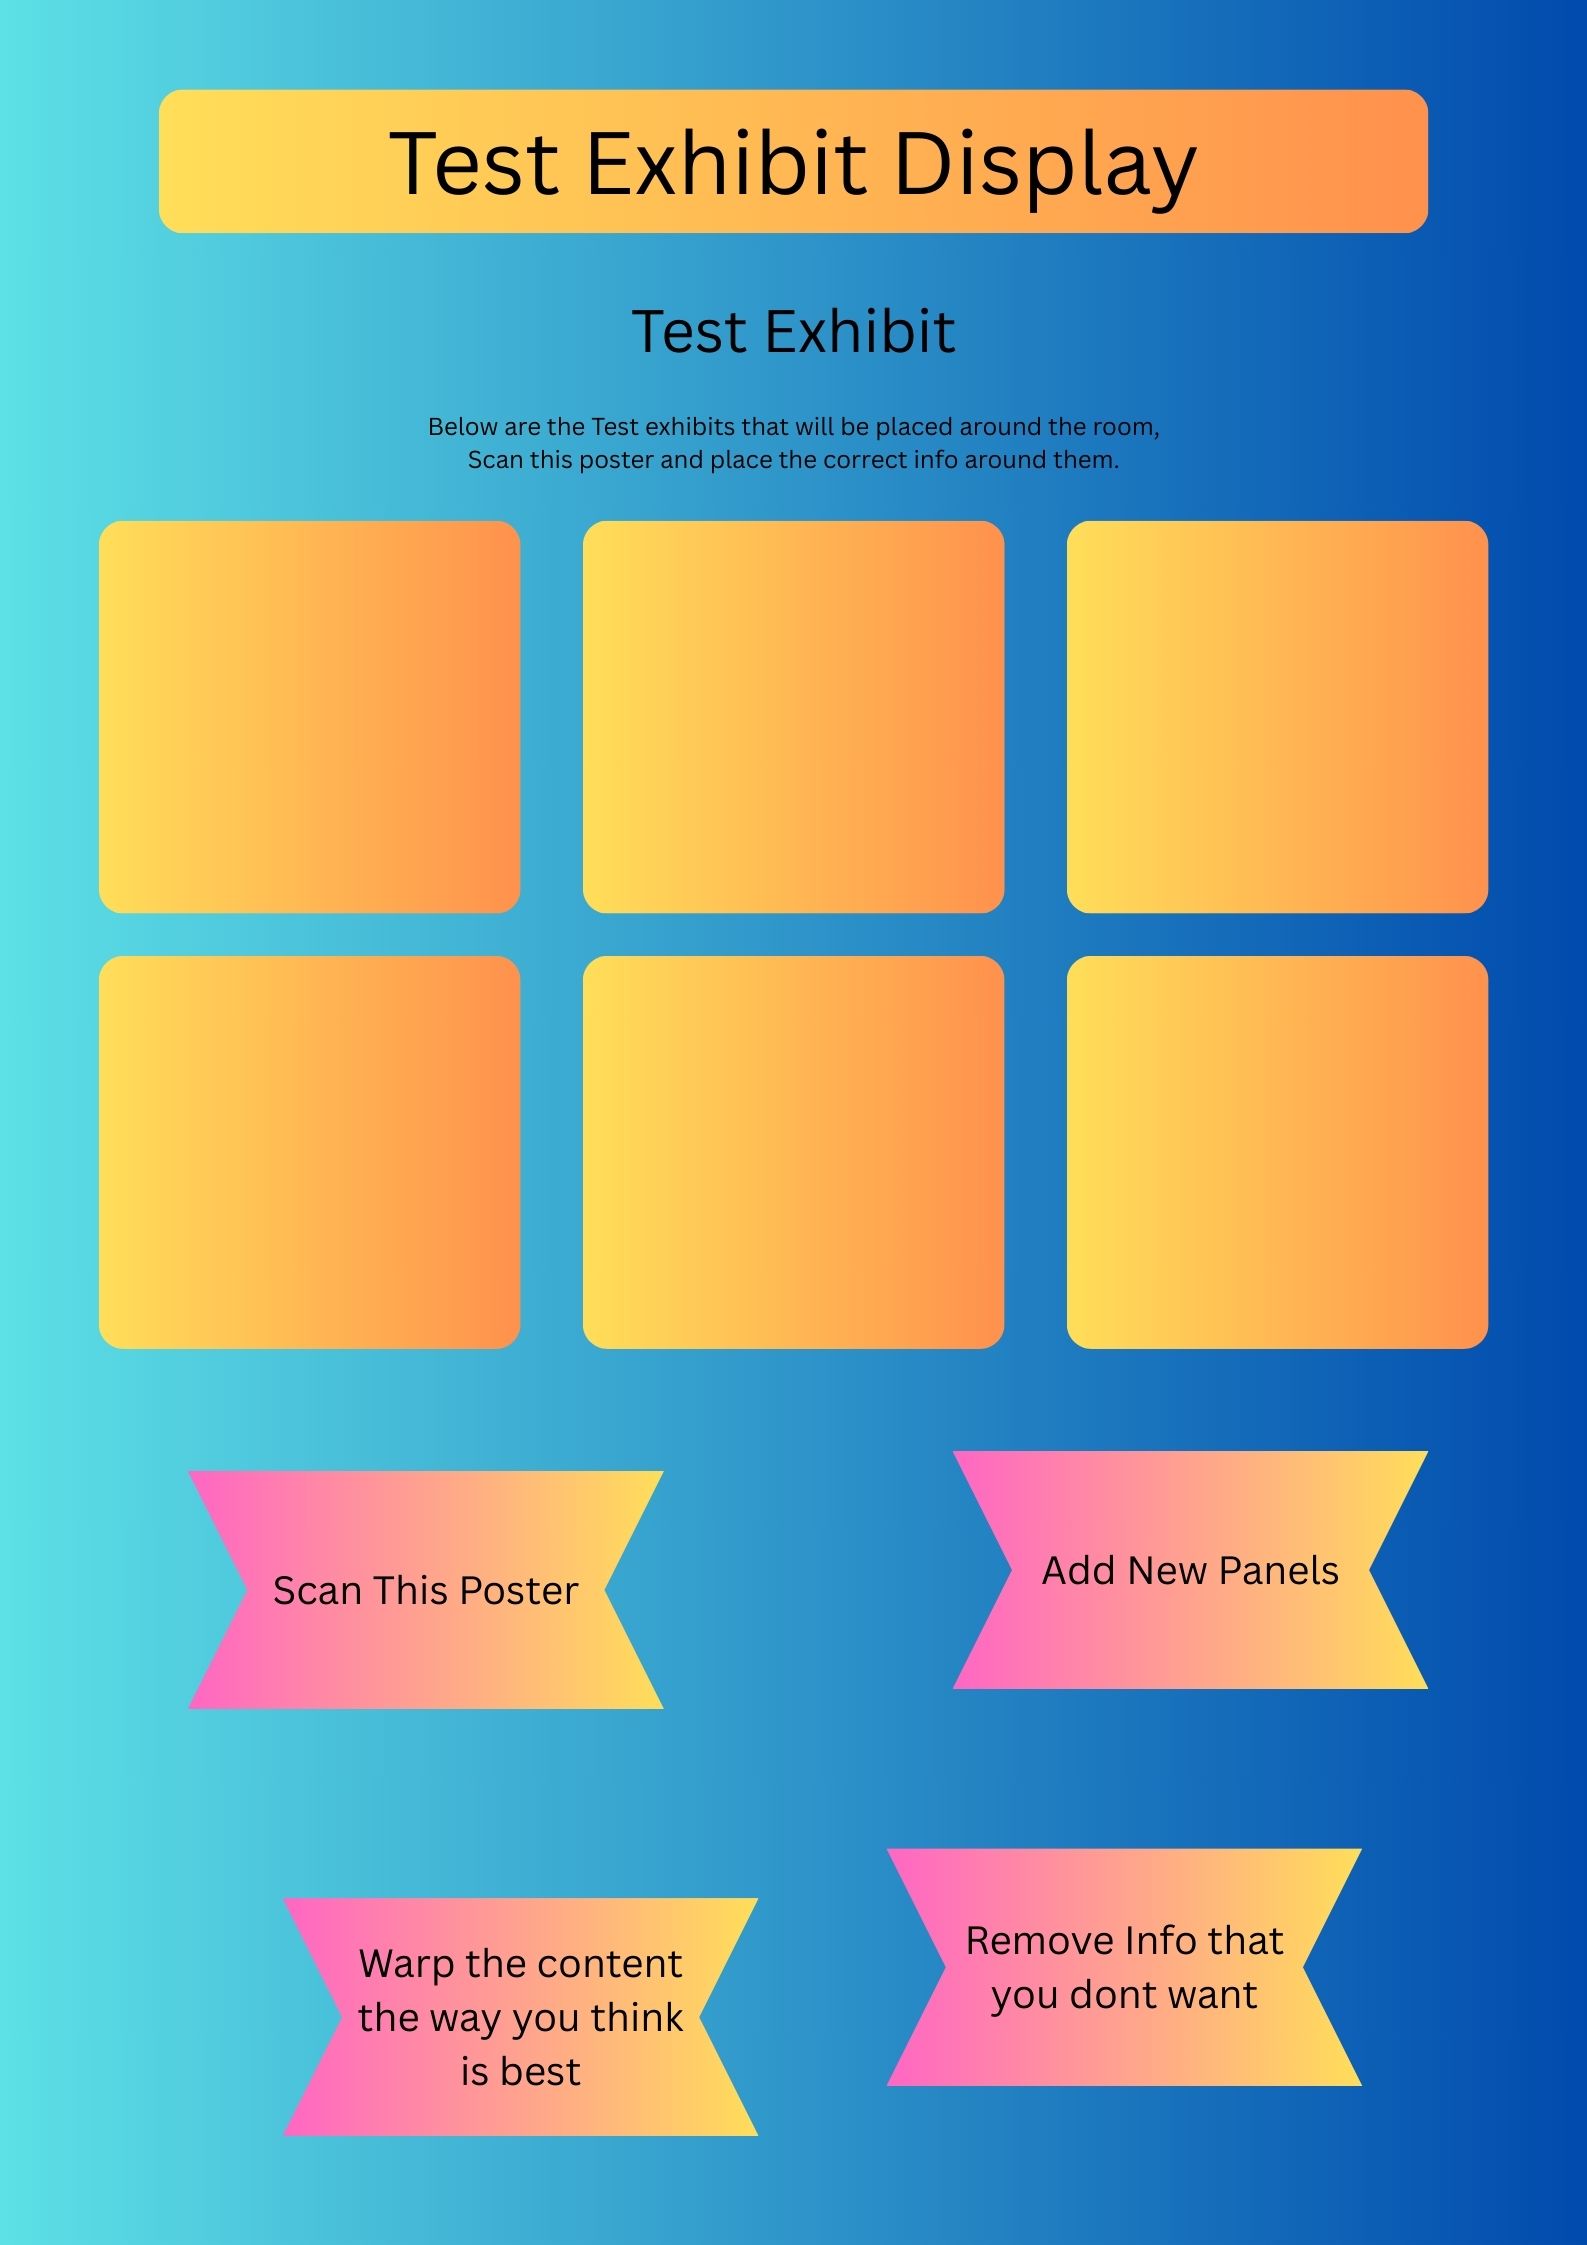 Test Exhibit Display
Test Exhibit
Below are the Test exhibits that will be placed around the room,
Scan this poster and place the correct info around them.
Scan This Poster
Add New Panels
Warp the content
the way you think
is best
Remove Info that
you dont want